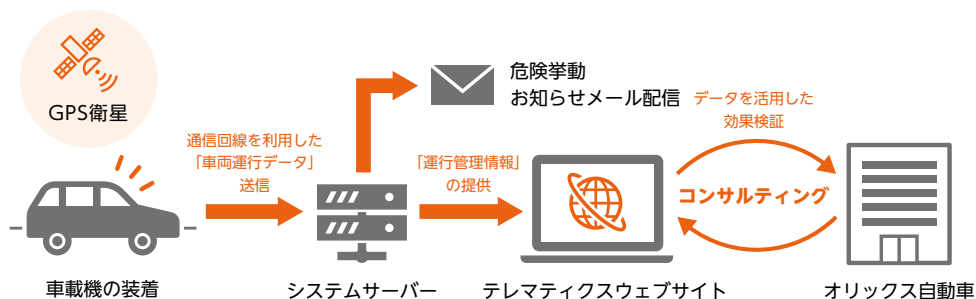 GPS衛星
通信回線を利用した
「車両運行データ」
送信
危険挙動
お知らせメール配信
「運行管理情報」
の提供
データを活用した
効果検証
コンサルティング
車載機の装着
システムサーバー
テレマティクスウェブサイト
オリックス自動車